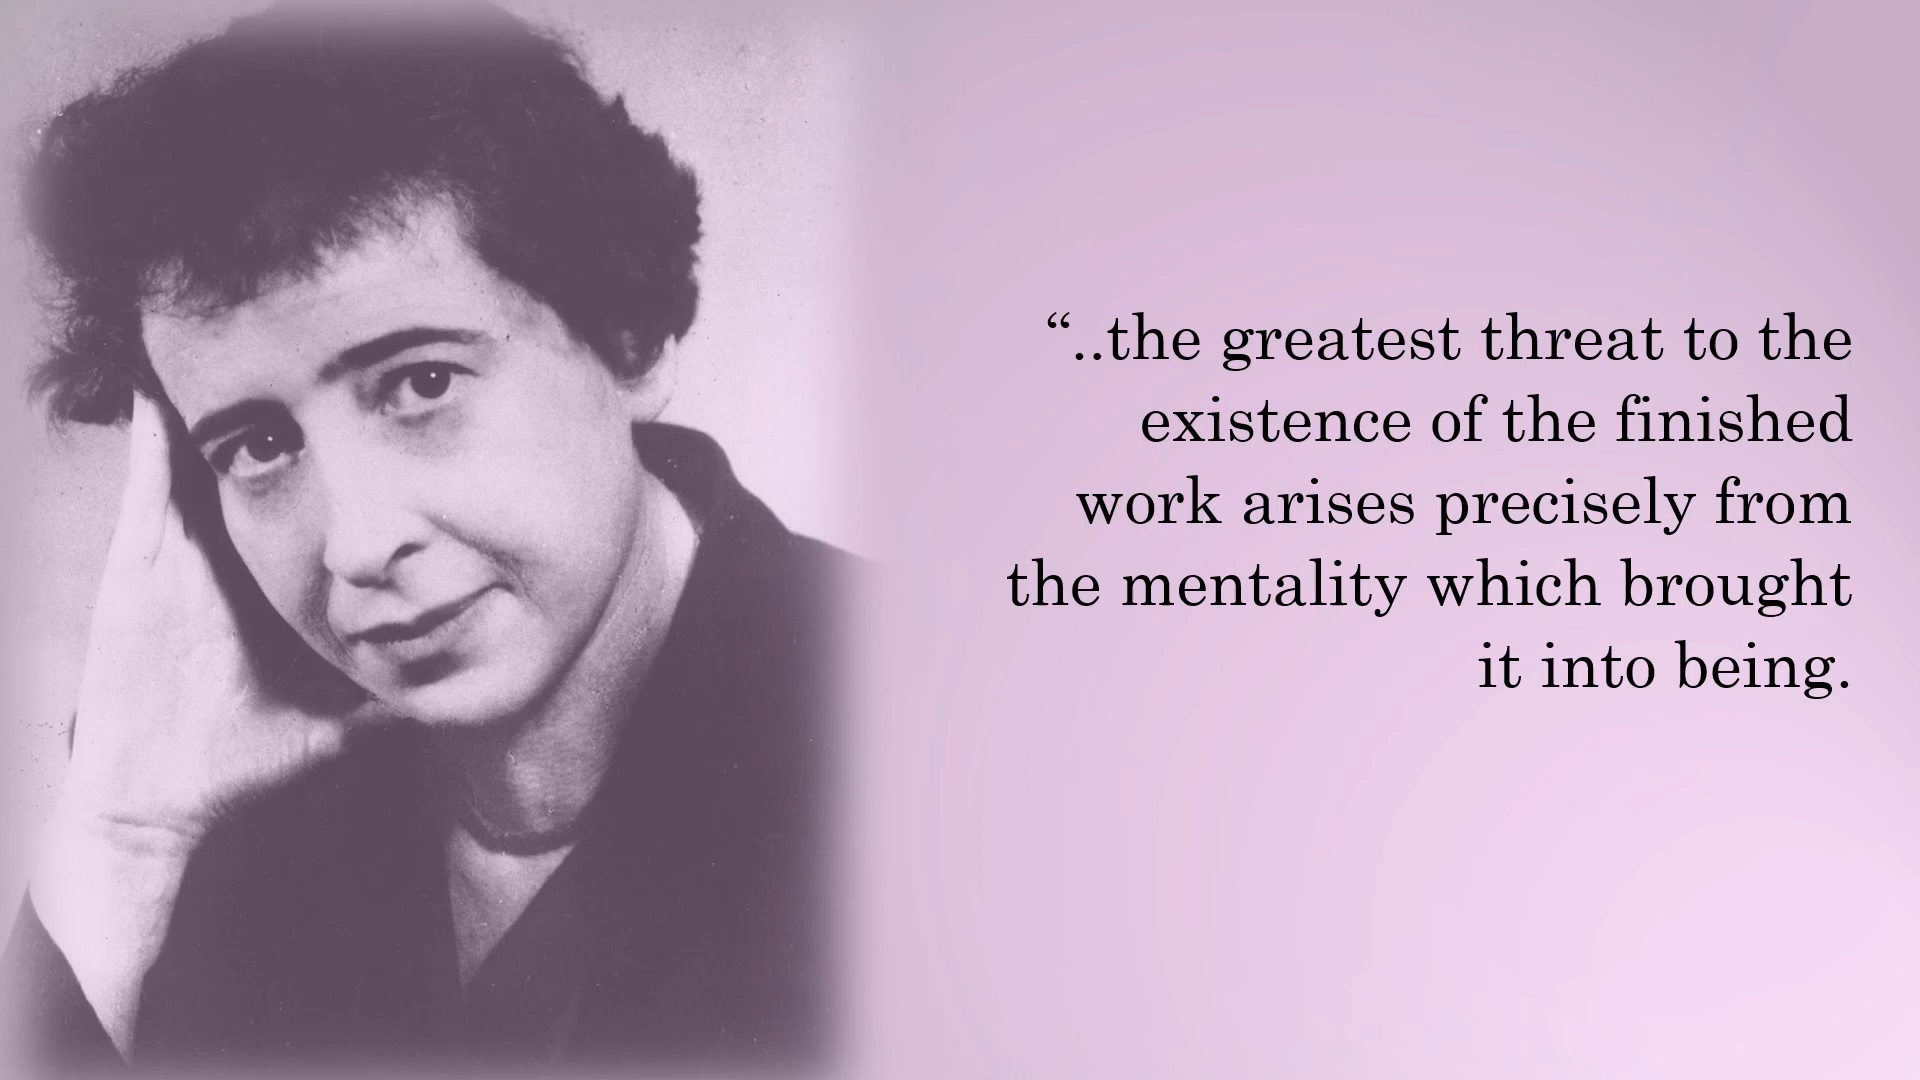 “..the greatest threat to the
existence of the finished
work arises precisely from
the mentality which brought
it into being.